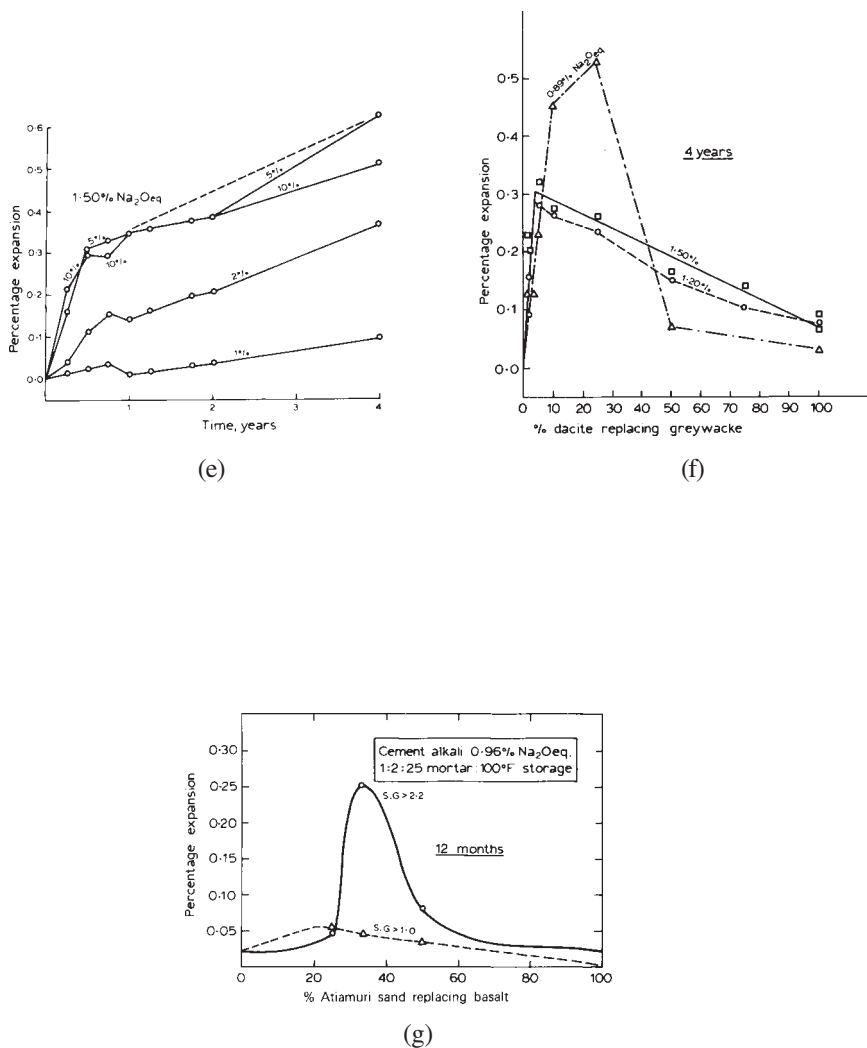 0·6
0·5
0·4
0·3
0·2
0·1
0·0
Percentage expansion
1·50% Na₂Oeq
5%
10%
10%
5%
10%
2%
1%
1
2
3
4
Time, years
(e)
0·5
0·4
0·3
0·2
0·1
0·0
Percentage expansion
0·89% Na₂Oeq
4 years
1·50%
1·20%
0 10 20 30 40 50 60 70 80 90 100
% dacite replacing greywacke
(f)
0·30
0·25
0·20
0·15
0·10
0·05
Percentage expansion
Cement alkali 0·96% Na₂Oeq.
1:2:25 mortar:100°F storage
S.G>2·2
12 months
S.G>1·0
0 20 40 60 80 100
% Atiamuri sand replacing basalt
(g)